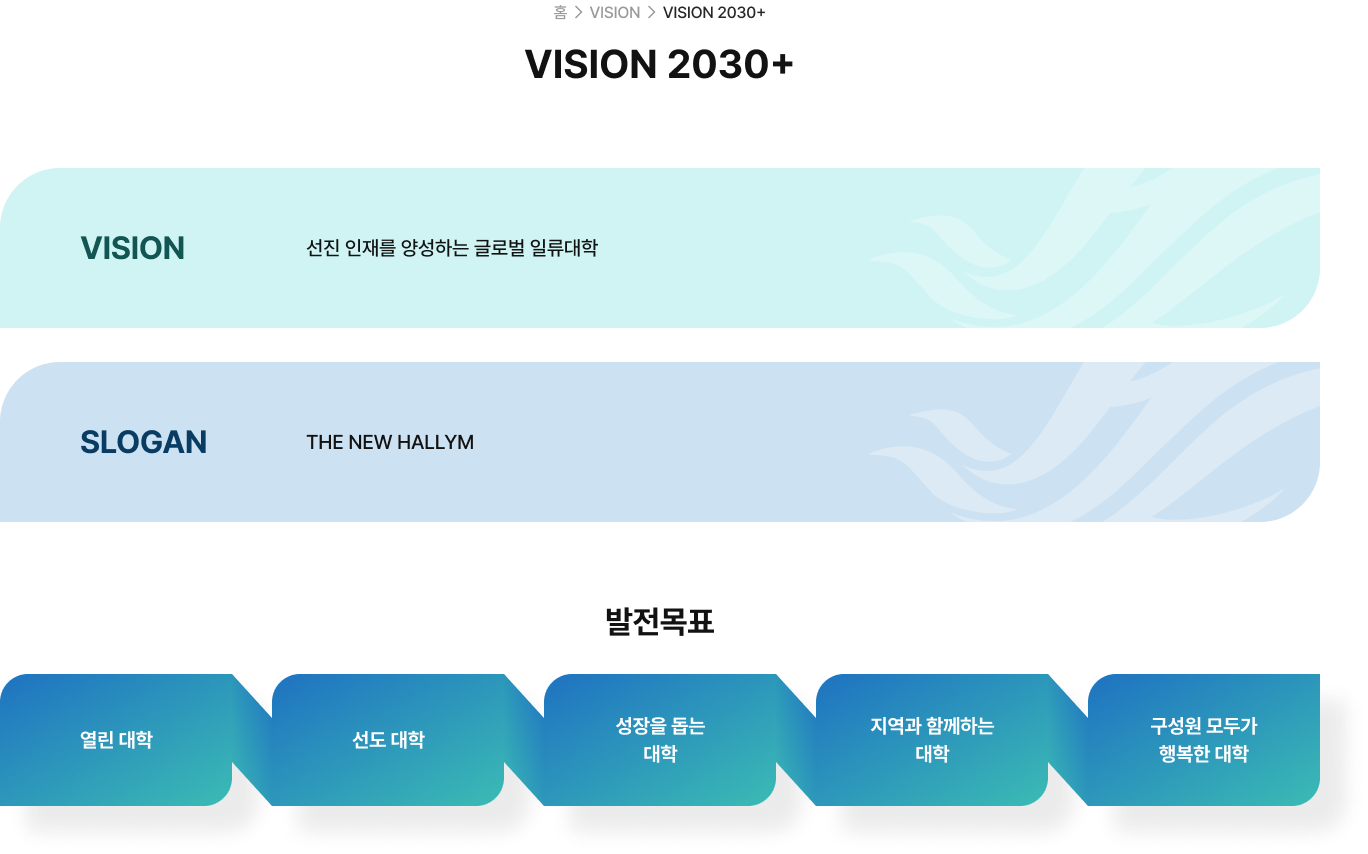 홈 > VISION > VISION 2030+
VISION 2030+
VISION
선진 인재를 양성하는 글로벌 일류대학
SLOGAN
THE NEW HALLYM
발전목표
열린 대학
선도 대학
성장을 돕는
대학
지역과 함께하는
대학
구성원 모두가
행복한 대학